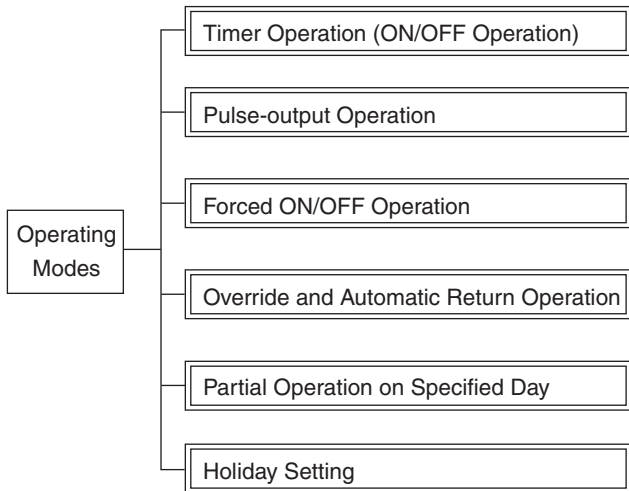 Timer Operation (ON/OFF Operation)
Pulse-output Operation
Forced ON/OFF Operation
Operating
Modes
Override and Automatic Return Operation
Partial Operation on Specified Day
Holiday Setting